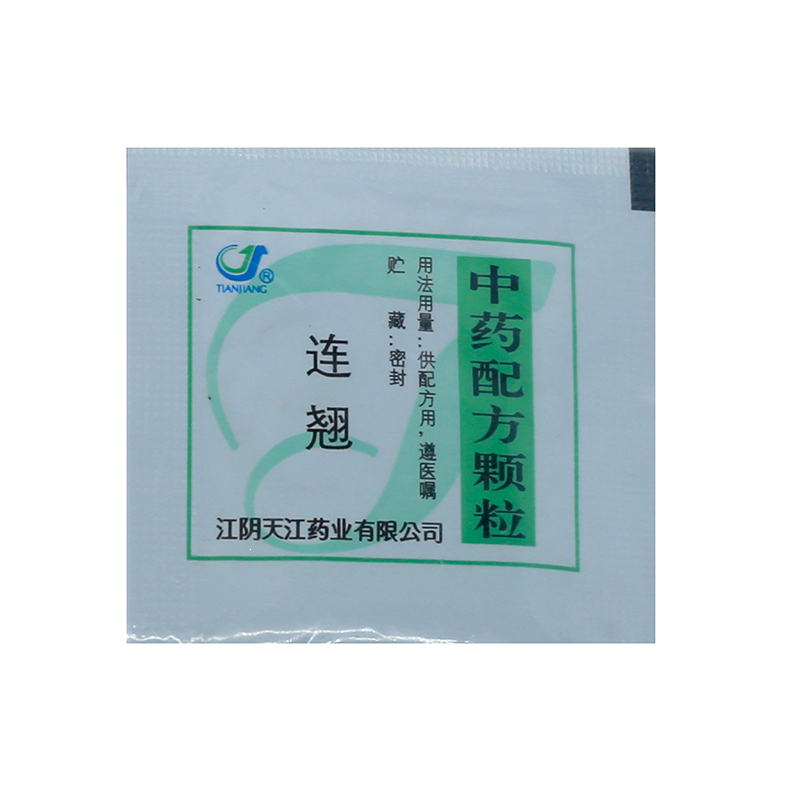 TIANJIANG®
中药配方颗粒
用法用量：供配方用，遵医嘱
贮 藏：密封
连翘
江阴天江药业有限公司